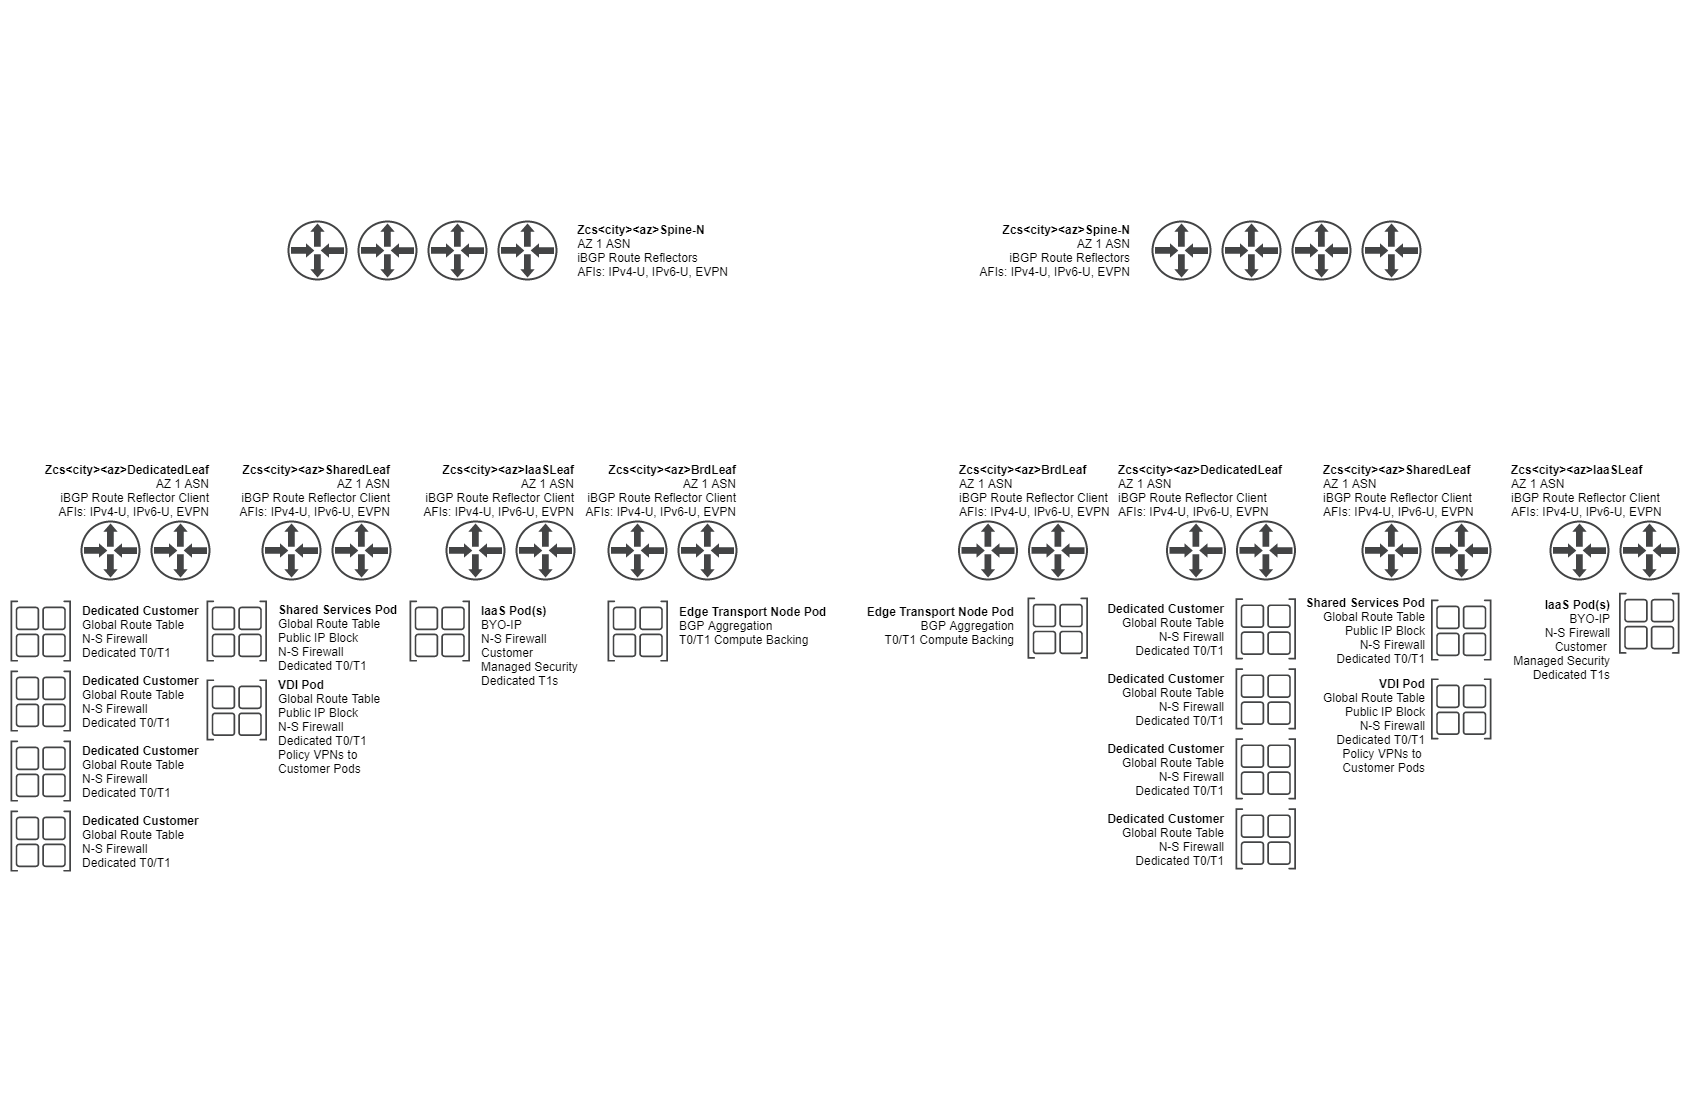 Zcs<city><az>Spine-N
AZ 1 ASN
iBGP Route Reflectors
AFIs: IPv4-U, IPv6-U, EVPN
Zcs<city><az>Spine-N
AZ 1 ASN
iBGP Route Reflectors
AFIs: IPv4-U, IPv6-U, EVPN
Zcs<city><az>DedicatedLeaf
AZ 1 ASN
iBGP Route Reflector Client
AFIs: IPv4-U, IPv6-U, EVPN
Zcs<city><az>SharedLeaf
AZ 1 ASN
iBGP Route Reflector Client
AFIs: IPv4-U, IPv6-U, EVPN
Zcs<city><az>IaaSLeaf
AZ 1 ASN
iBGP Route Reflector Client
AFIs: IPv4-U, IPv6-U, EVPN
Zcs<city><az>BrdLeaf
AZ 1 ASN
iBGP Route Reflector Client
AFIs: IPv4-U, IPv6-U, EVPN
Zcs<city><az>BrdLeaf
AZ 1 ASN
iBGP Route Reflector Client
AFIs: IPv4-U, IPv6-U, EVPN
Zcs<city><az>DedicatedLeaf
AZ 1 ASN
iBGP Route Reflector Client
AFIs: IPv4-U, IPv6-U, EVPN
Zcs<city><az>SharedLeaf
AZ 1 ASN
iBGP Route Reflector Client
AFIs: IPv4-U, IPv6-U, EVPN
Zcs<city><az>IaaSLeaf
AZ 1 ASN
iBGP Route Reflector Client
AFIs: IPv4-U, IPv6-U, EVPN
Dedicated Customer
Global Route Table
N-S Firewall
Dedicated T0/T1
Dedicated Customer
Global Route Table
N-S Firewall
Dedicated T0/T1
Dedicated Customer
Global Route Table
N-S Firewall
Dedicated T0/T1
Dedicated Customer
Global Route Table
N-S Firewall
Dedicated T0/T1
Shared Services Pod
Global Route Table
Public IP Block
N-S Firewall
Dedicated T0/T1
VDI Pod
Global Route Table
Public IP Block
N-S Firewall
Dedicated T0/T1
Policy VPNs to
Customer Pods
IaaS Pod(s)
BYO-IP
N-S Firewall
Customer
Managed Security
Dedicated T1s
Edge Transport Node Pod
BGP Aggregation
T0/T1 Compute Backing
Edge Transport Node Pod
BGP Aggregation
T0/T1 Compute Backing
Dedicated Customer
Global Route Table
N-S Firewall
Dedicated T0/T1
Dedicated Customer
Global Route Table
N-S Firewall
Dedicated T0/T1
Dedicated Customer
Global Route Table
N-S Firewall
Dedicated T0/T1
Dedicated Customer
Global Route Table
N-S Firewall
Dedicated T0/T1
Shared Services Pod
Global Route Table
Public IP Block
N-S Firewall
Dedicated T0/T1
VDI Pod
Global Route Table
Public IP Block
N-S Firewall
Dedicated T0/T1
Policy VPNs to
Customer Pods
IaaS Pod(s)
BYO-IP
N-S Firewall
Customer
Managed Security
Dedicated T1s